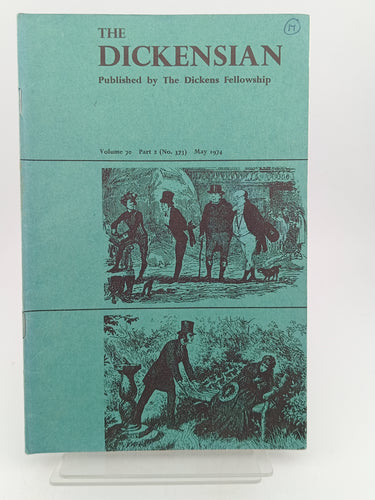 THE
DICKENSIAN
Published by The Dickens Fellowship
Volume 70 Part 2 (No. 373) May 1974